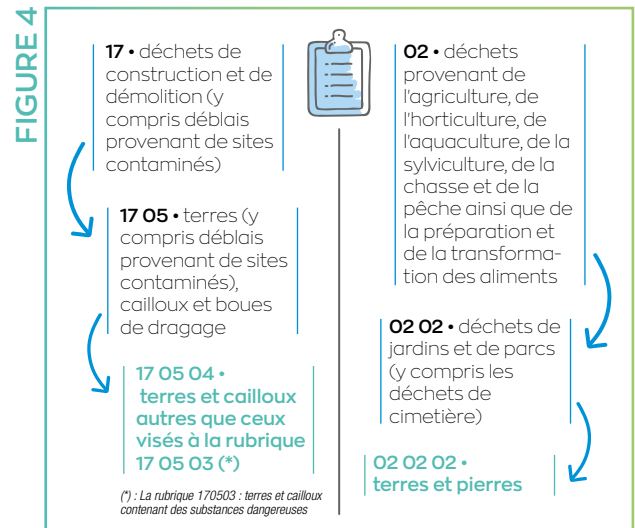 FIGURE 4
17 • déchets de
construction et de
démolition (y
compris déblais
provenant de sites
contaminés)
17 05 • terres (y
compris déblais
provenant de sites
contaminés),
cailloux et boues
de dragage
17 05 04 •
terres et cailloux
autres que ceux
visés à la rubrique
17 05 03 (*)
(*) : La rubrique 170503 : terres et cailloux
contenant des substances dangereuses
02 • déchets
provenant de
l'agriculture, de
l'horticulture, de
l'aquaculture, de la
sylviculture, de la
chasse et de la
pêche ainsi que de
la préparation et
de la transforma-
tion des aliments
02 02 • déchets de
jardins et de parcs
(y compris les
déchets de
cimetière)
02 02 02 •
terres et pierres